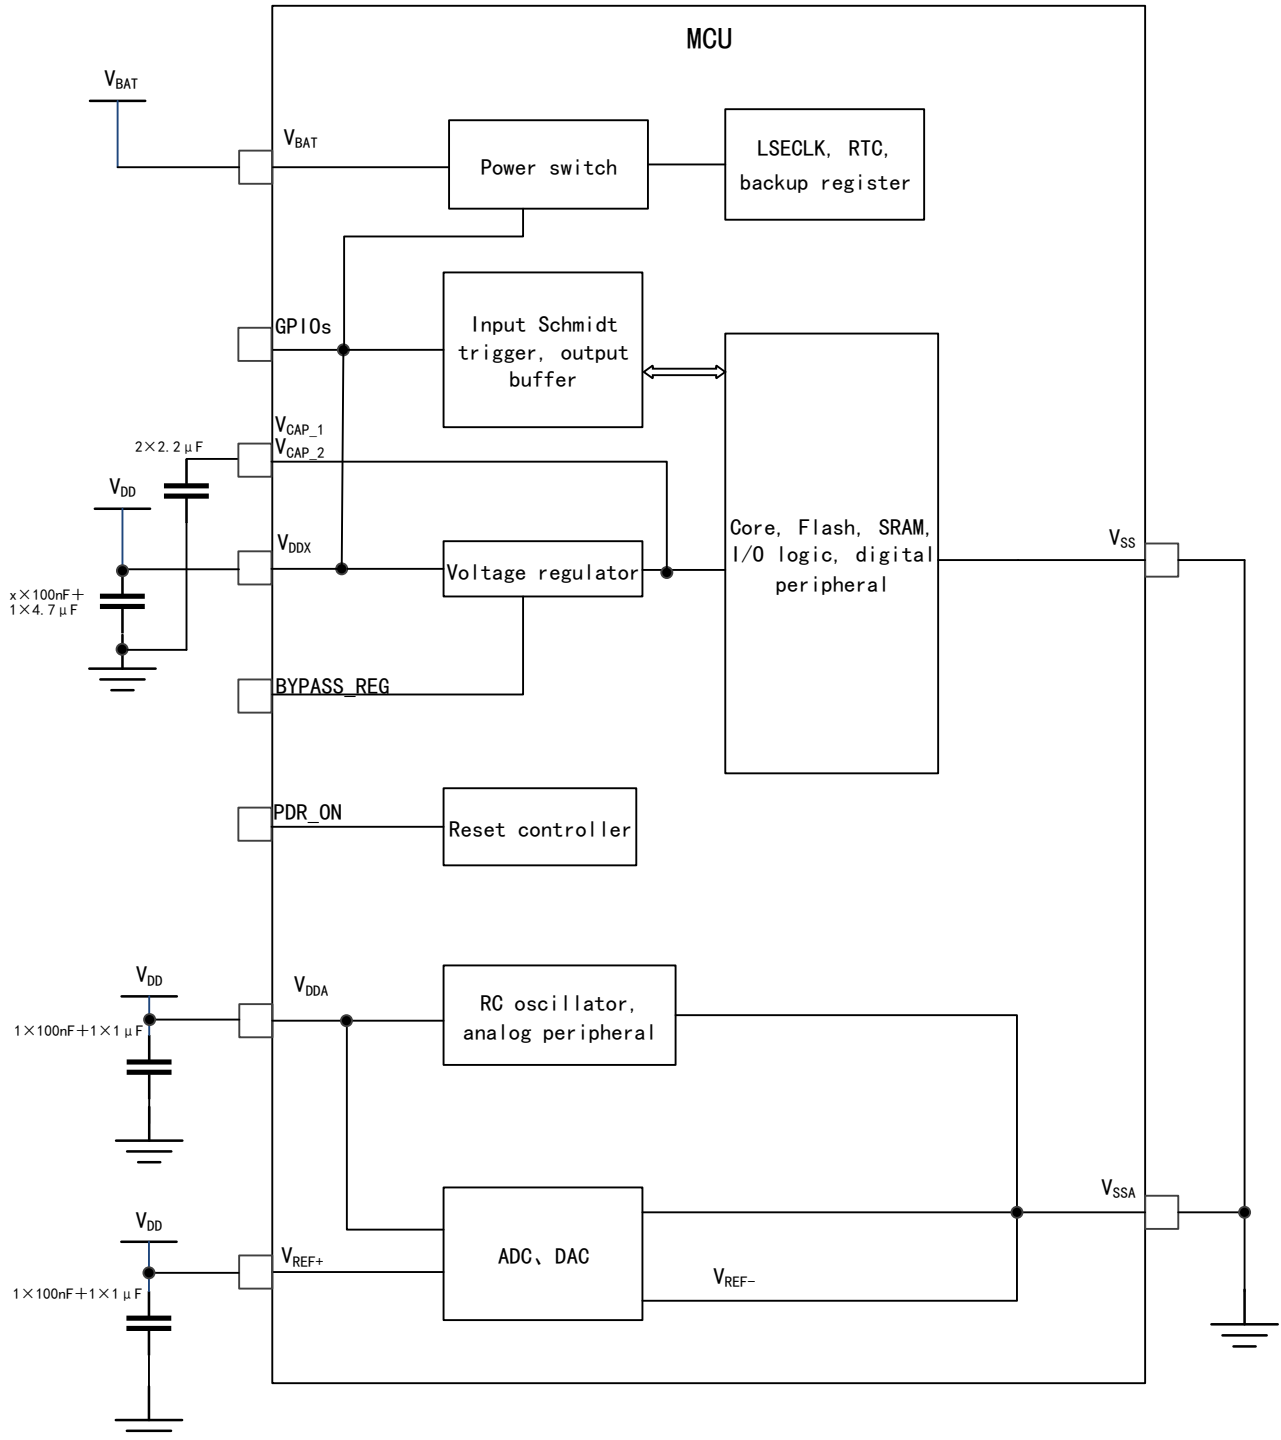 MCU
VBAT
VBAT
Power switch
LSECLK, RTC,
backup register
GPIOs
Input Schmidt
trigger, output
buffer
VCAP_1
VCAP_2
2×2.2μF
VDD
VDDX
x×100nF+
1×4.7μF
Voltage regulator
Core, Flash, SRAM,
I/O logic, digital
peripheral
VSS
BYPASS_REG
PDR_ON
Reset controller
VDD
VDDA
1×100nF+1×1μF
RC oscillator,
analog peripheral
VSSA
VDD
VREF+
1×100nF+1×1μF
ADC、DAC
VREF-